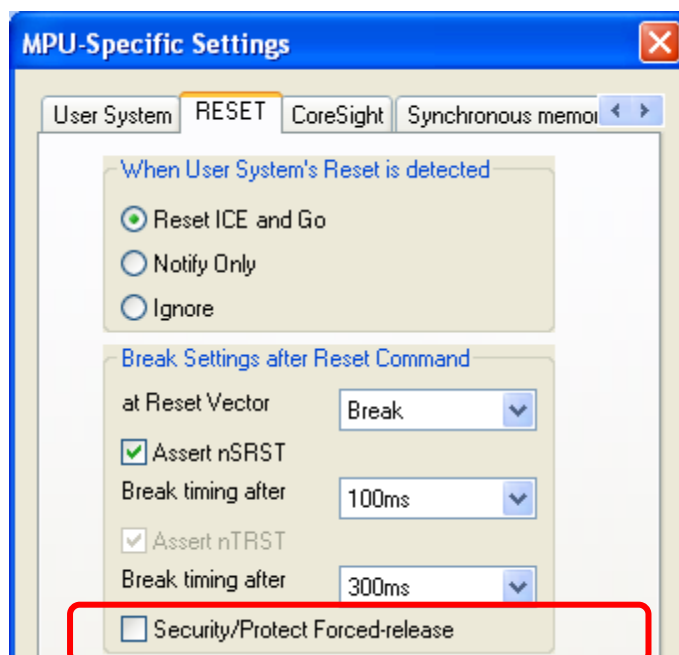 MPU-Specific Settings
User System RESET CoreSight Synchronous memo
When User System's Reset is detected
Reset ICE and Go
Notify Only
Ignore
Break Settings after Reset Command
at Reset Vector Break
Assert nSRST
Break timing after 100ms
Assert nTRST
Break timing after 300ms
Security/Protect Forced-release